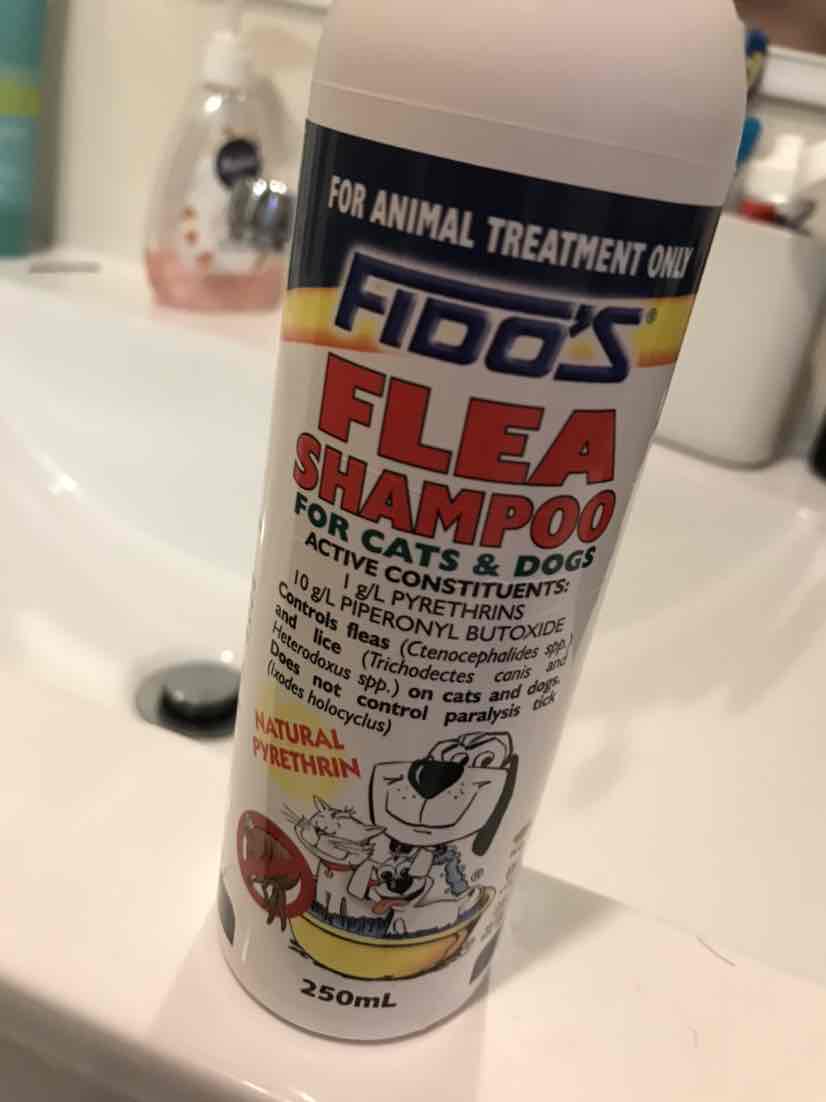 FOR ANIMAL TREATMENT ONLY
FIDO'S®
FLEA
SHAMPOO
FOR CATS & DOGS
ACTIVE CONSTITUENTS:
1 g/L PYRETHRINS
10 g/L PIPERONYL BUTOXIDE
Controls fleas (Ctenocephalides spp.)
and lice (Trichodectes canis and
Heterodoxus spp.) on cats and dogs.
Does not control paralysis tick
(Ixodes holocyclus)
NATURAL
PYRETHRIN
®
250mL